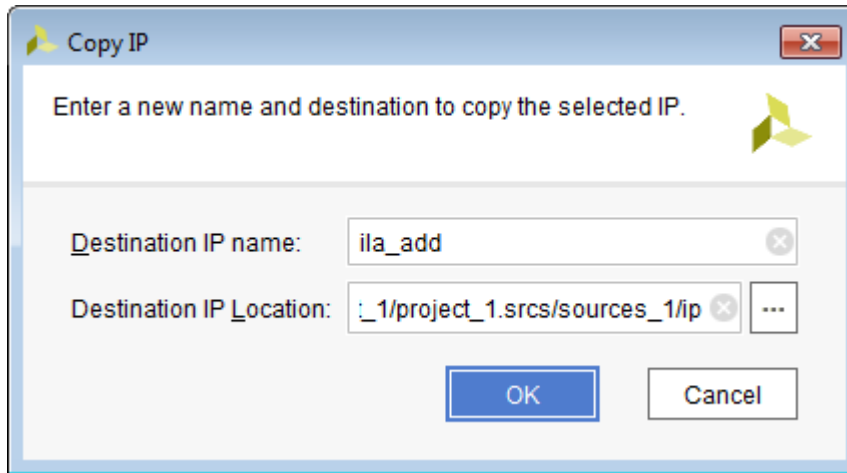 Copy IP
Enter a new name and destination to copy the selected IP.
Destination IP name: ila_add
Destination IP Location: t_1/project_1.srcs/sources_1/ip ...
OK Cancel